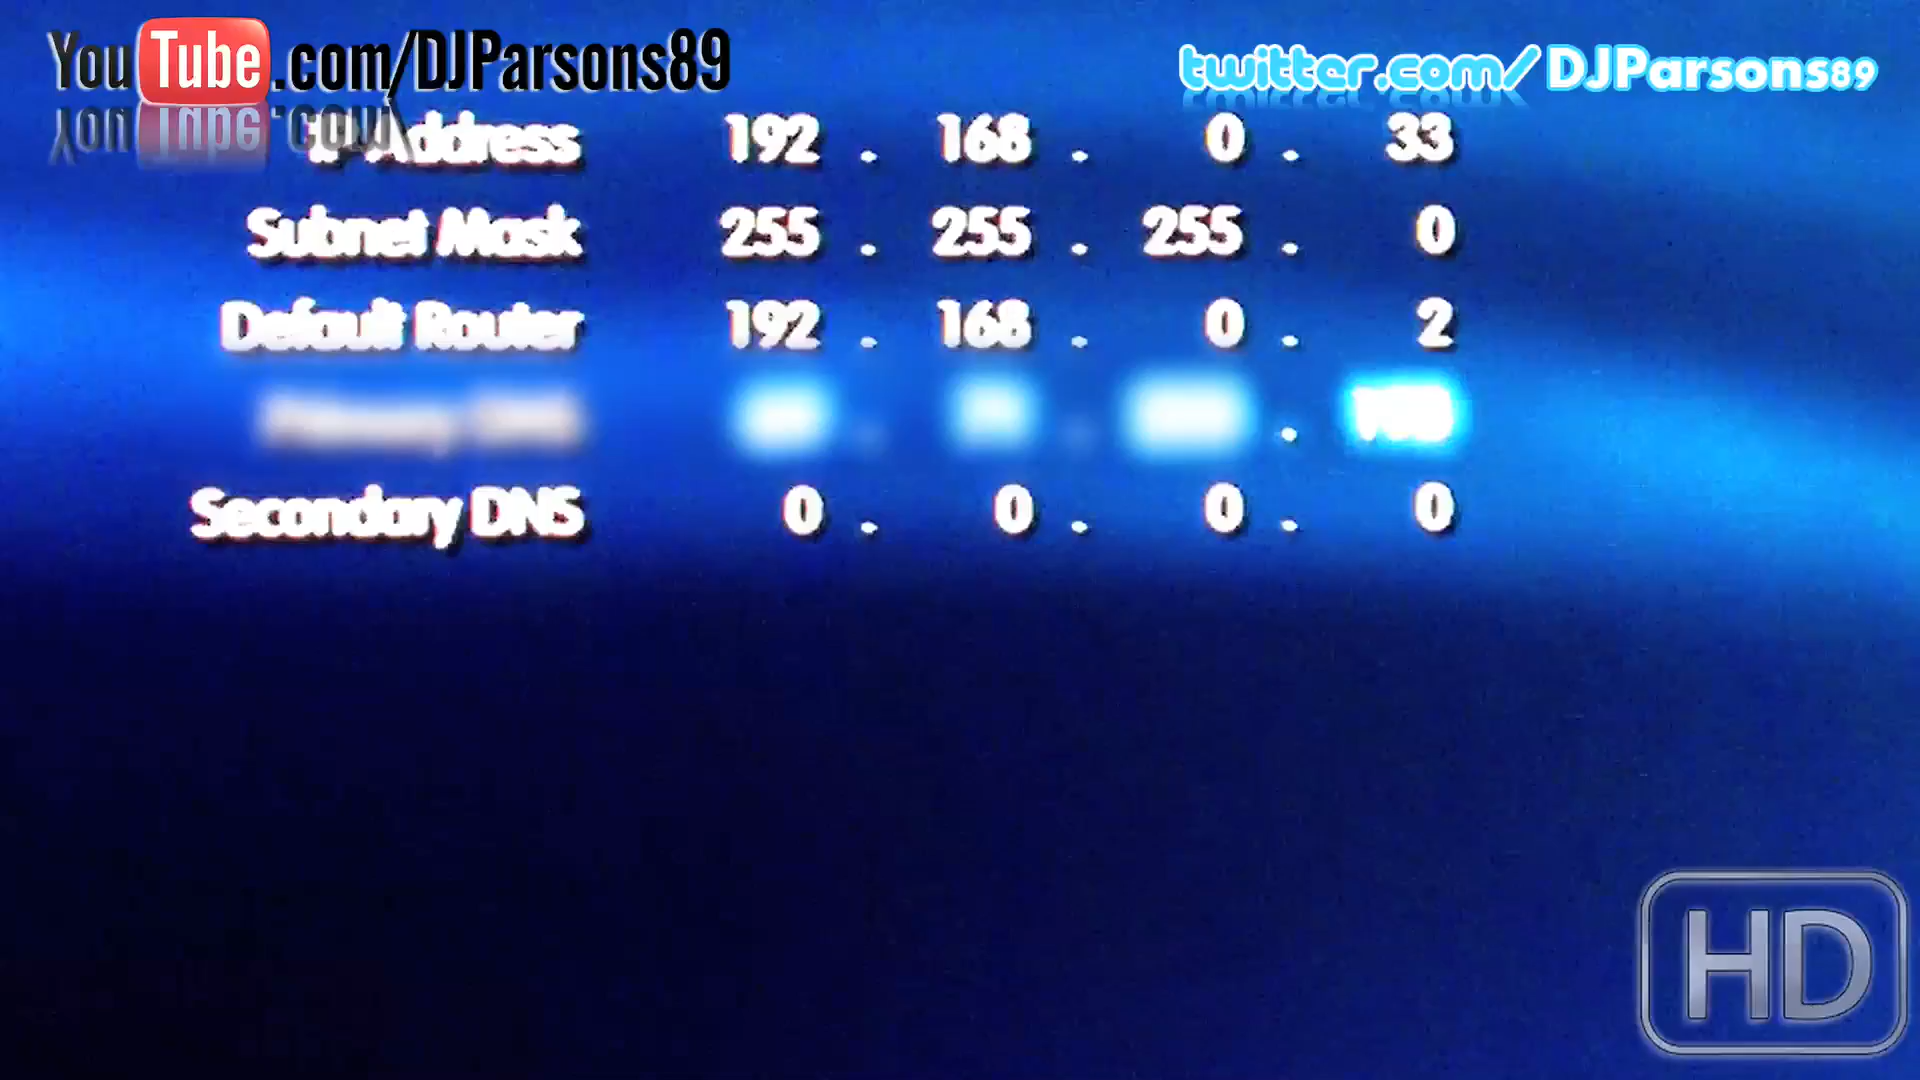 YouTube.com/DJParsons89
twitter.com/DJParsons89
IP Address 192 . 168 . 0 . 33
Subnet Mask 255 . 255 . 255 . 0
Default Router 192 . 168 . 0 . 2
Secondary DNS 0 . 0 . 0 . 0
HD